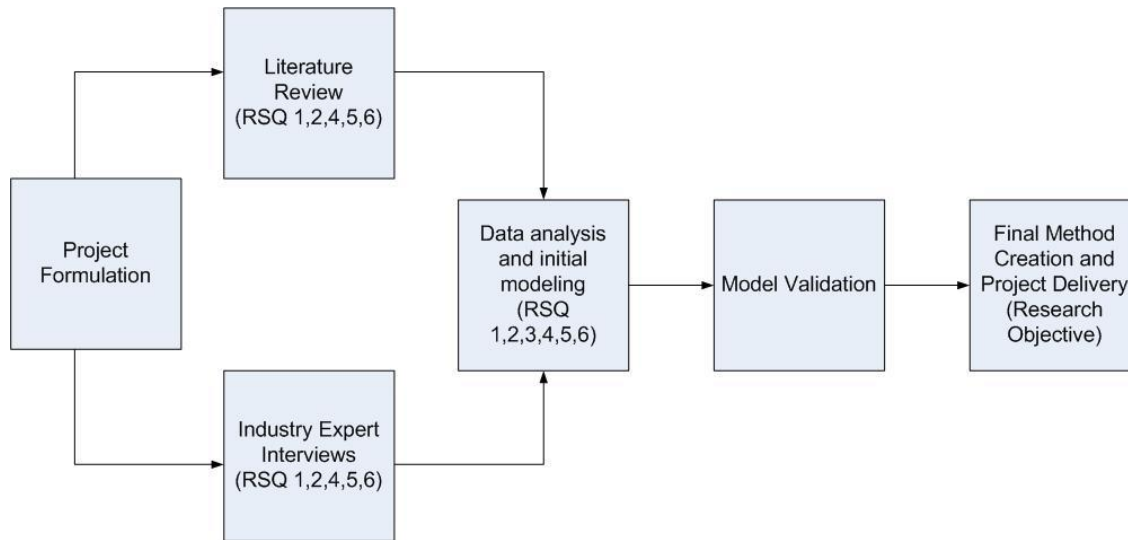 Literature
Review
(RSQ 1,2,4,5,6)
Project
Formulation
Industry Expert
Interviews
(RSQ 1,2,4,5,6)
Data analysis
and initial
modeling
(RSQ
1,2,3,4,5,6)
Model Validation
Final Method
Creation and
Project Delivery
(Research
Objective)